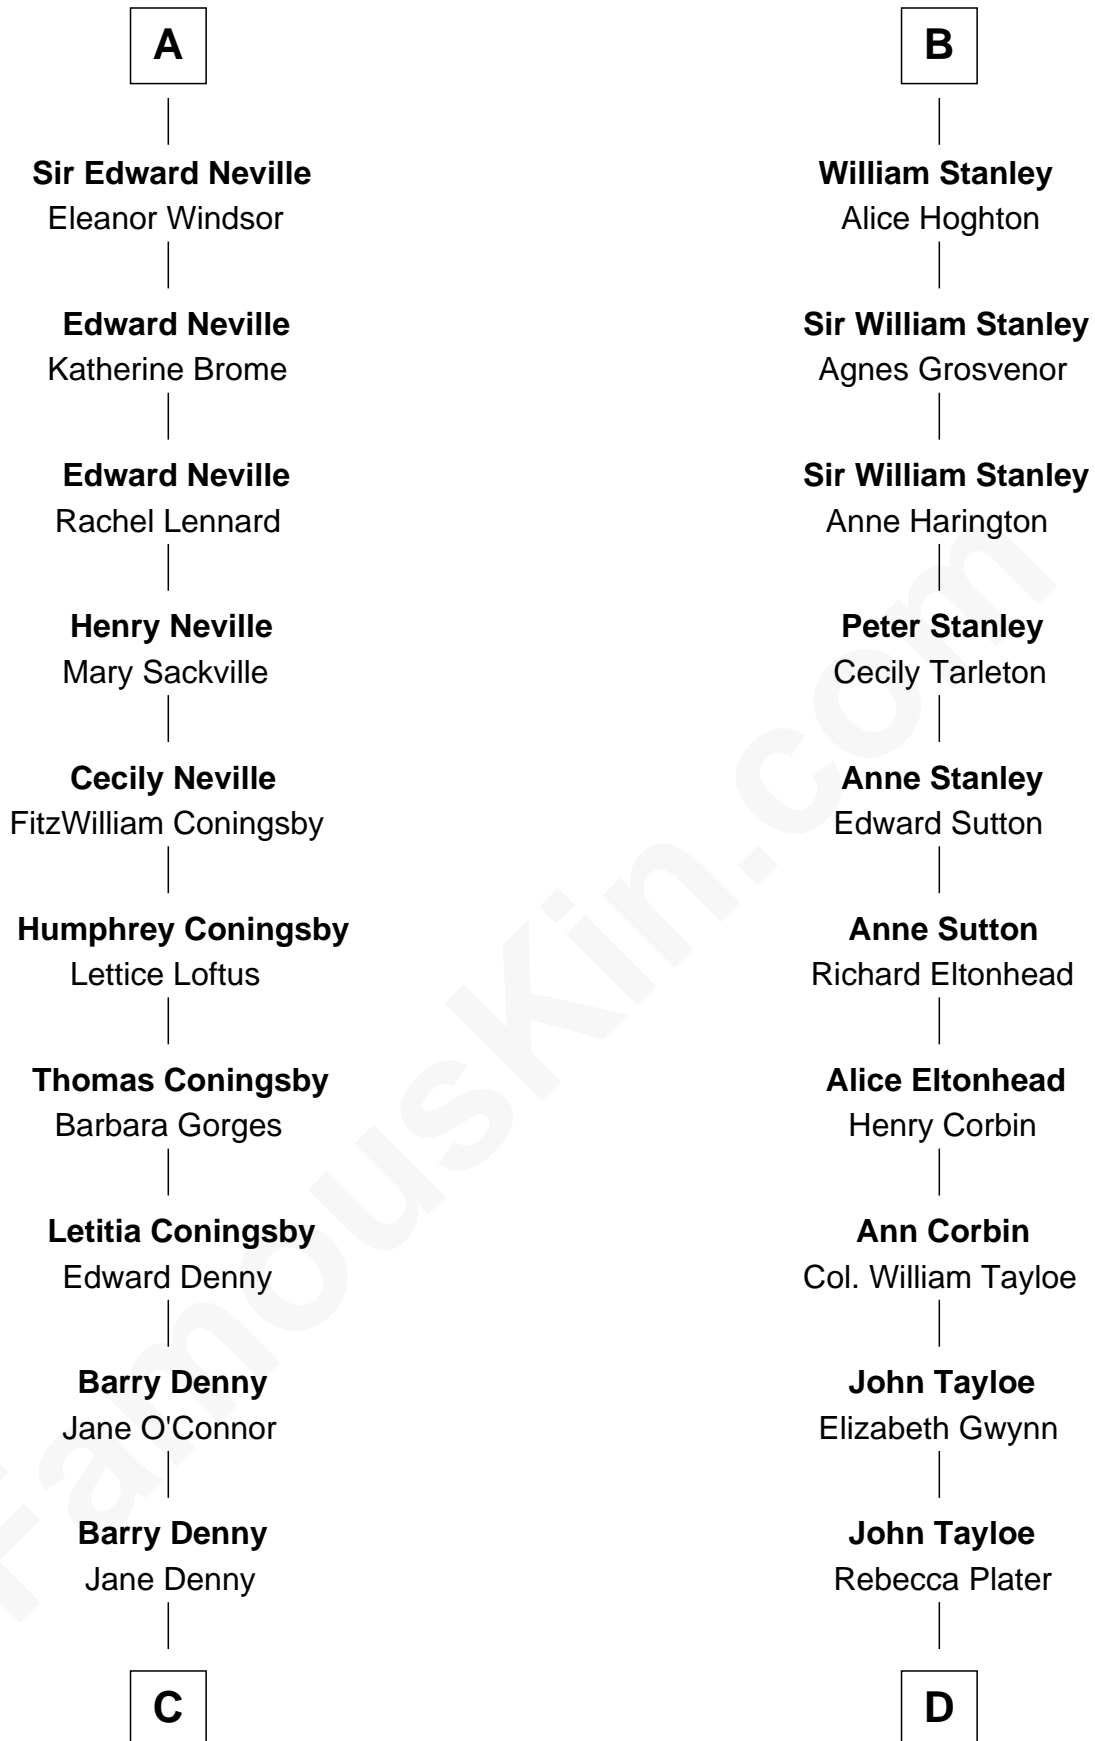 A
Sir Edward Neville
Eleanor Windsor
Edward Neville
Katherine Brome
Edward Neville
Rachel Lennard
Henry Neville
Mary Sackville
Cecily Neville
FitzWilliam Coningsby
Humphrey Coningsby
Lettice Loftus
Thomas Coningsby
Barbara Gorges
Letitia Coningsby
Edward Denny
Barry Denny
Jane O'Connor
Barry Denny
Jane Denny
C
B
William Stanley
Alice Hoghton
Sir William Stanley
Agnes Grosvenor
Sir William Stanley
Anne Harington
Peter Stanley
Cecily Tarleton
Anne Stanley
Edward Sutton
Anne Sutton
Richard Eltonhead
Alice Eltonhead
Henry Corbin
Ann Corbin
Col. William Tayloe
John Tayloe
Elizabeth Gwynn
John Tayloe
Rebecca Plater
D
FamousKin.com